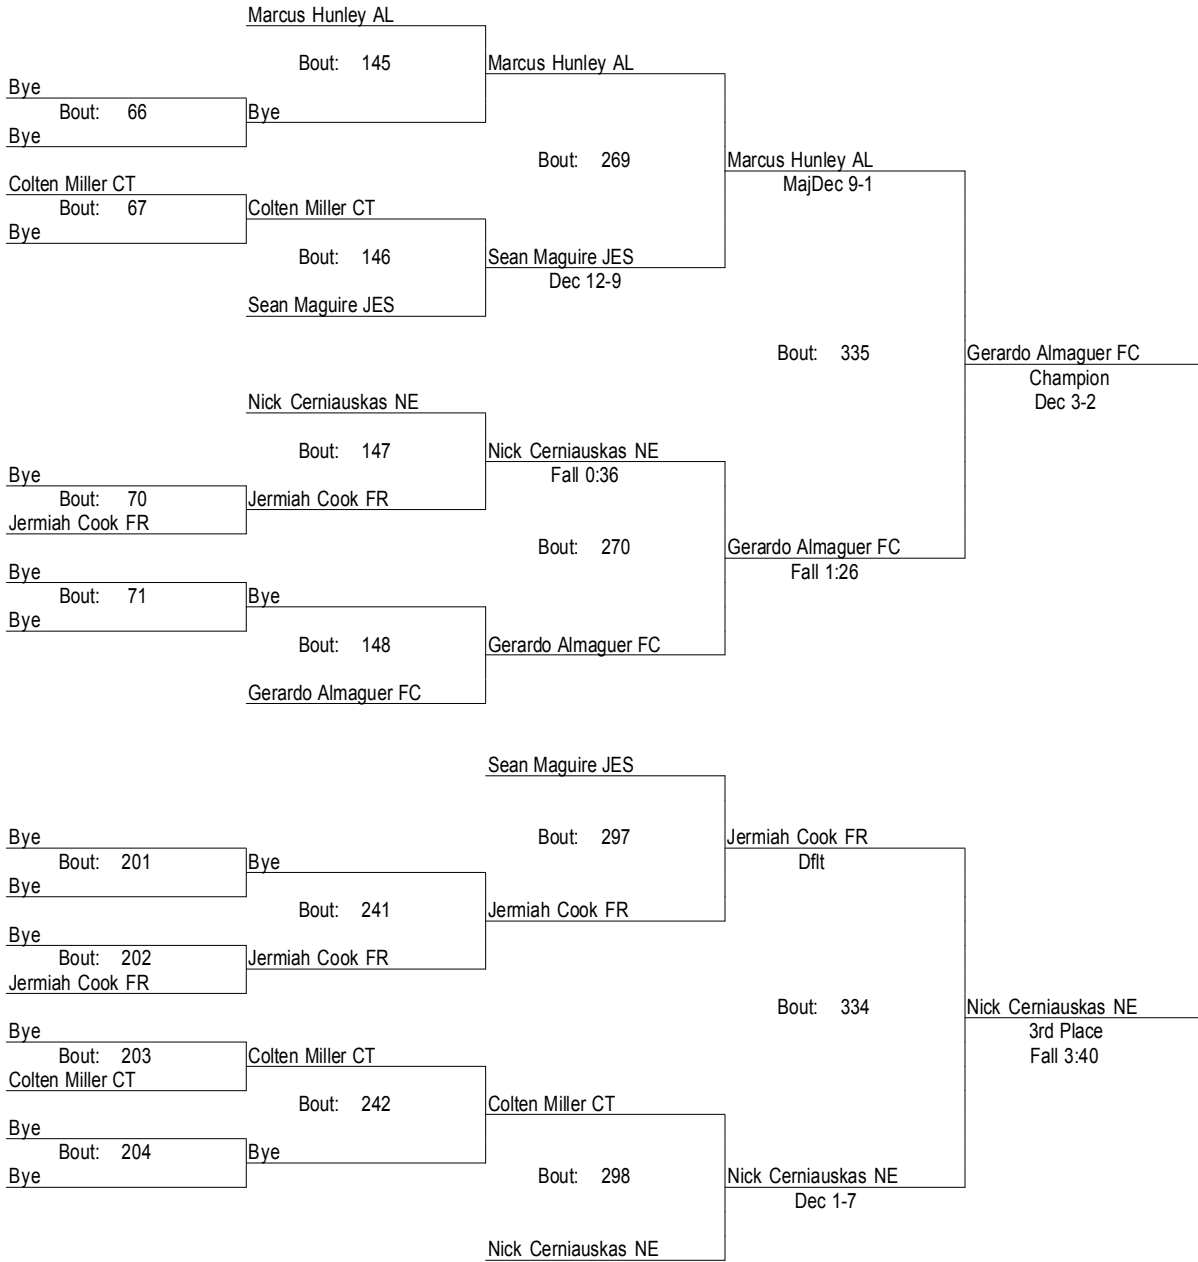 Marcus Hunley AL
Bout: 145
Marcus Hunley AL
Bye
Bout: 66
Bye
Bye
Bout: 269
Marcus Hunley AL
MajDec 9-1
Colten Miller CT
Bout: 67
Colten Miller CT
Bye
Bout: 146
Sean Maguire JES
Dec 12-9
Sean Maguire JES
Bout: 335
Gerardo Almaguer FC
Champion
Dec 3-2
Nick Cerniauskas NE
Bout: 147
Nick Cerniauskas NE
Fall 0:36
Bye
Bout: 70
Jermiah Cook FR
Jermiah Cook FR
Bout: 270
Gerardo Almaguer FC
Fall 1:26
Bye
Bout: 71
Bye
Bye
Bout: 148
Gerardo Almaguer FC
Gerardo Almaguer FC
Sean Maguire JES
Bye
Bout: 297
Jermiah Cook FR
Dflt
Bout: 201
Bye
Bye
Bout: 241
Jermiah Cook FR
Bye
Bout: 202
Jermiah Cook FR
Jermiah Cook FR
Bout: 334
Nick Cerniauskas NE
3rd Place
Fall 3:40
Bye
Bout: 203
Colten Miller CT
Colten Miller CT
Bout: 242
Colten Miller CT
Bye
Bout: 204
Bye
Bye
Bout: 298
Nick Cerniauskas NE
Dec 1-7
Nick Cerniauskas NE